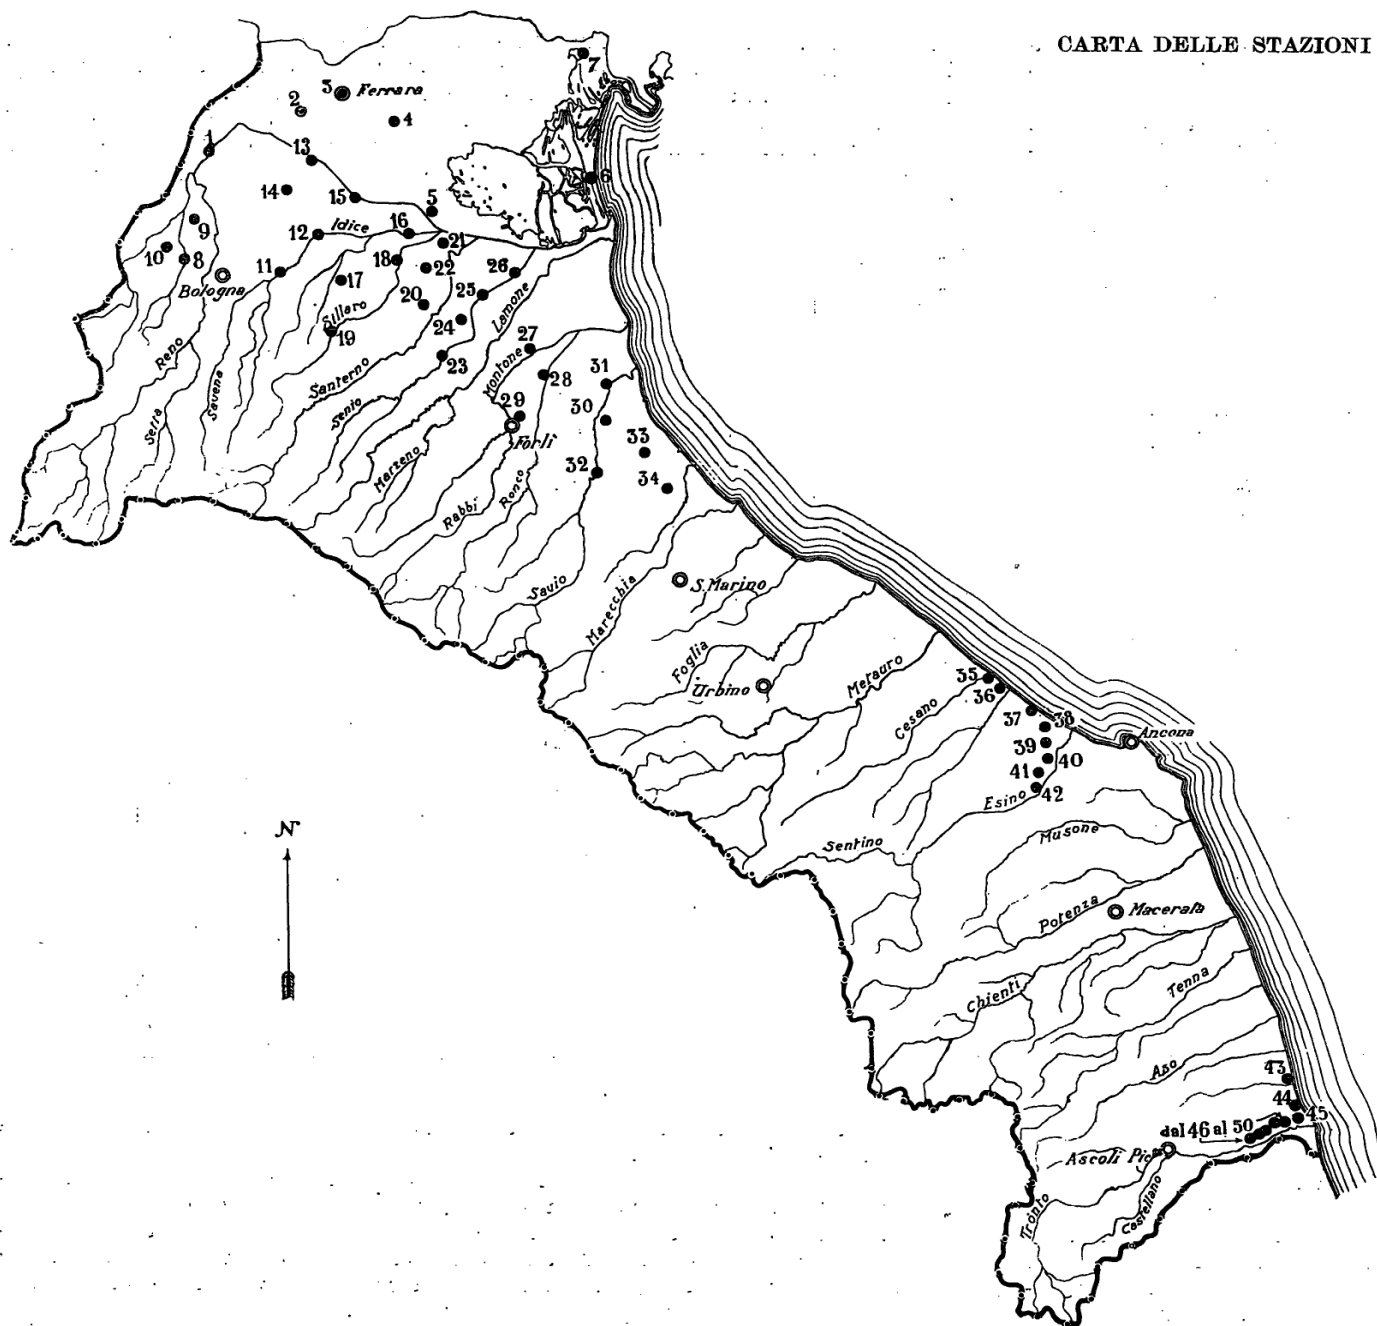 CARTA DELLE STAZIONI
7
3 Ferrara
2
4
1
13
14
15
6
5
9
Idice
16
12
21
10
8
18
22
26
11
17
Bologna
25
20
Sillaro
24
Lamone
19
27
Reno
23
Montone
Santerno
28
31
Savena
Senio
29
30
Setta
Forlì
33
Marzeno
32
34
Ronco
Rabbi
Savio
S. Marino
Marecchia
Foglia
Metauro
35
Urbino
36
Cesano
37
38
Ancona
39
40
41
Esino
42
N
Musone
Sentino
Potenza
Macerata
Tenna
Chienti
Aso
43
44
45
dal 46 al 50
Ascoli Pic.
Castellano
Tronto